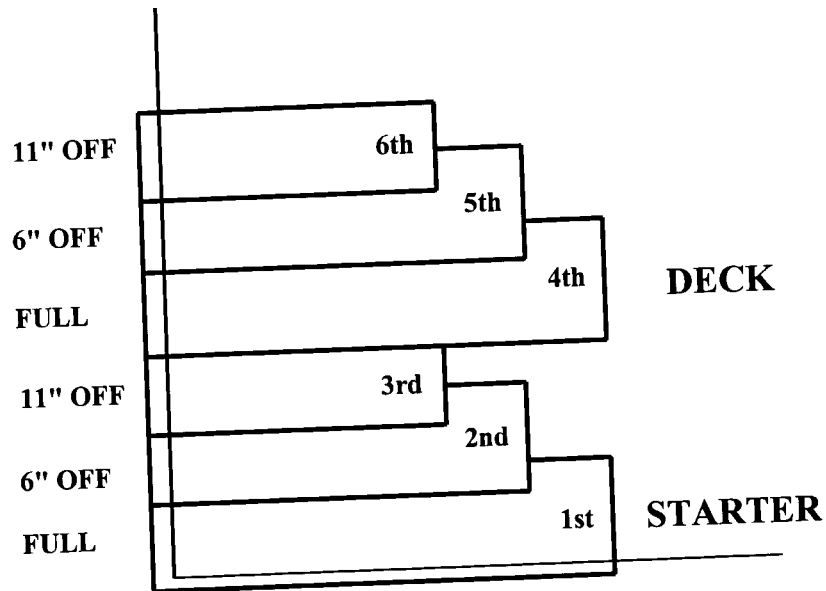 11" OFF 6th
6" OFF 5th
FULL 4th DECK
11" OFF 3rd
6" OFF 2nd
FULL 1st STARTER